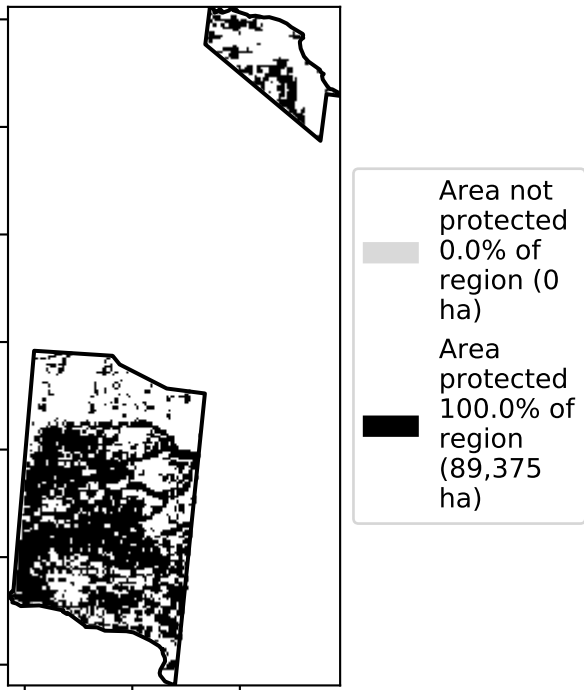 Area not
protected
0.0% of
region (0
ha)
Area
protected
100.0% of
region
(89,375
ha)